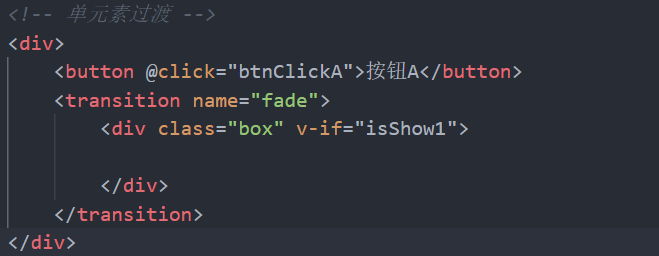 <!-- 单元素过渡 -->
<div>
    <button @click="btnClickA">按钮A</button>
    <transition name="fade">
        <div class="box" v-if="isShow1">

        </div>
    </transition>
</div>